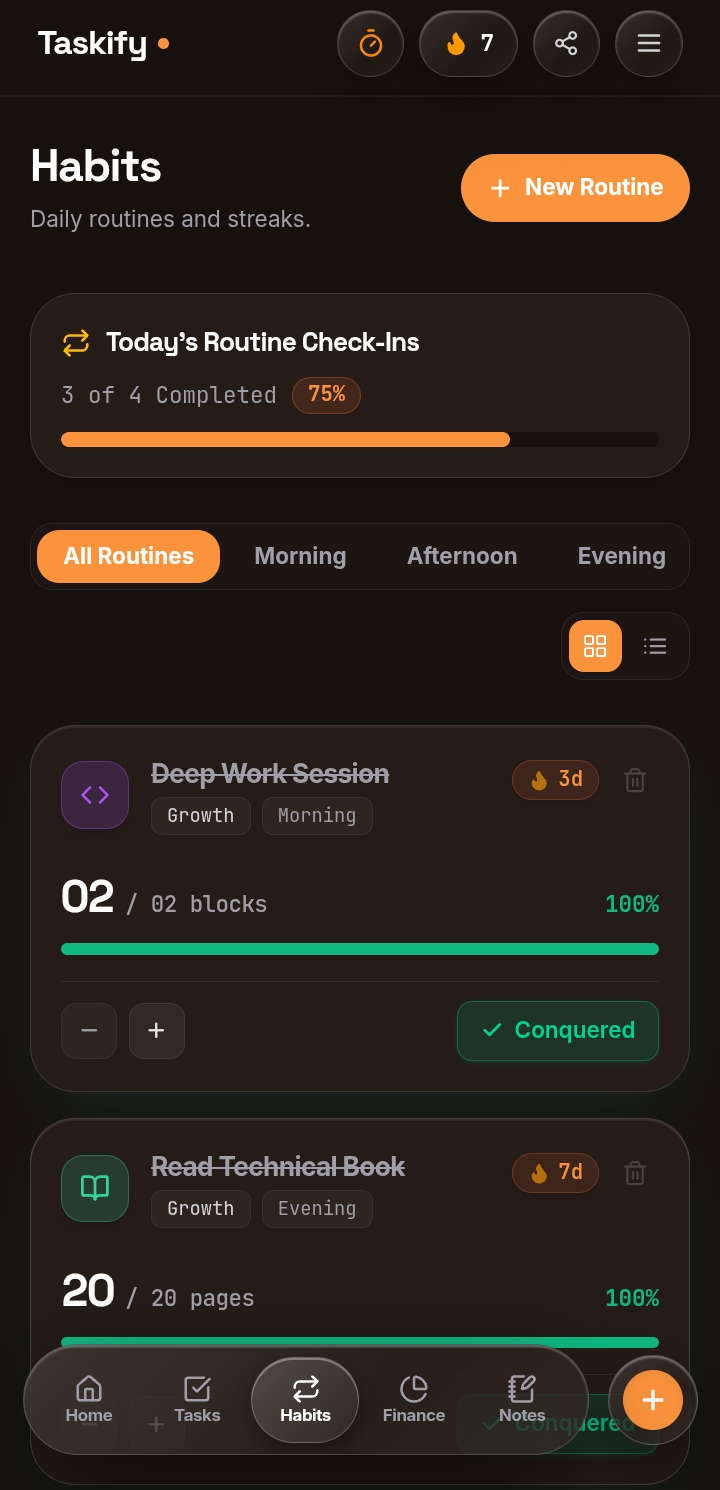 Taskify
7
Habits
Daily routines and streaks.
New Routine
Today's Routine Check-Ins
3 of 4 Completed 75%
All Routines Morning Afternoon Evening
Deep Work Session
3d
Growth Morning
02 / 02 blocks 100%
Conquered
Read Technical Book
7d
Growth Evening
20 / 20 pages 100%
Conquered
Home Tasks Habits Finance Notes